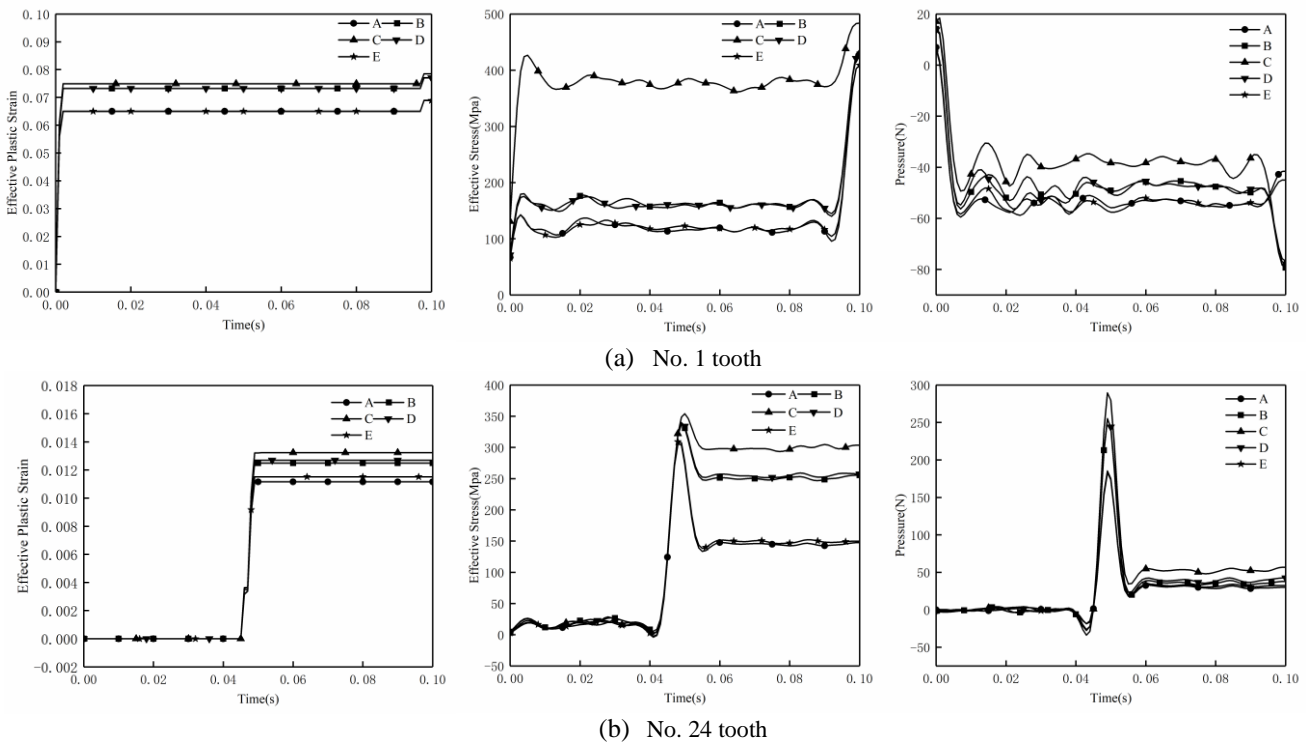 0.10
0.09
0.08
0.07
0.06
0.05
0.04
0.03
0.02
0.01
0.00
Effective Plastic Strain
A B
C D
E
0.00 0.02 0.04 0.06 0.08 0.10
Time(s)
500
400
300
200
100
0
Effective Stress(Mpa)
A B
C D
E
0.00 0.02 0.04 0.06 0.08 0.10
Time(s)
20
0
−20
−40
−60
−80
Pressure(N)
A
B
C
D
E
0.00 0.02 0.04 0.06 0.08 0.10
Time(s)
(a) No. 1 tooth
0.018
0.016
0.014
0.012
0.010
0.008
0.006
0.004
0.002
0.000
−0.002
Effective Plastic Strain
A B
C D
E
0.00 0.02 0.04 0.06 0.08 0.10
Time(s)
400
350
300
250
200
150
100
50
0
−50
Effective Stress(Mpa)
A B
C D
E
0.00 0.02 0.04 0.06 0.08 0.10
Time(s)
300
250
200
150
100
50
0
−50
Pressure(N)
A
B
C
D
E
0.00 0.02 0.04 0.06 0.08 0.10
Time(s)
(b) No. 24 tooth